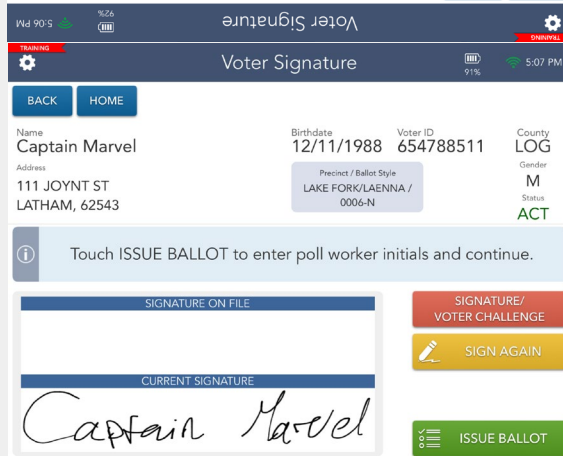 5:06 PM
92%
Voter Signature
TRAINING
TRAINING
Voter Signature
91%
5:07 PM
BACK
HOME
Name
Captain Marvel
Birthdate
12/11/1988
Voter ID
654788511
County
LOG
Address
111 JOYNT ST
LATHAM, 62543
Precinct / Ballot Style
LAKE FORK/LAENNA /
0006-N
Gender
M
Status
ACT
i
Touch ISSUE BALLOT to enter poll worker initials and continue.
SIGNATURE ON FILE
CURRENT SIGNATURE
Captain Marvel
SIGNATURE/
VOTER CHALLENGE
SIGN AGAIN
ISSUE BALLOT